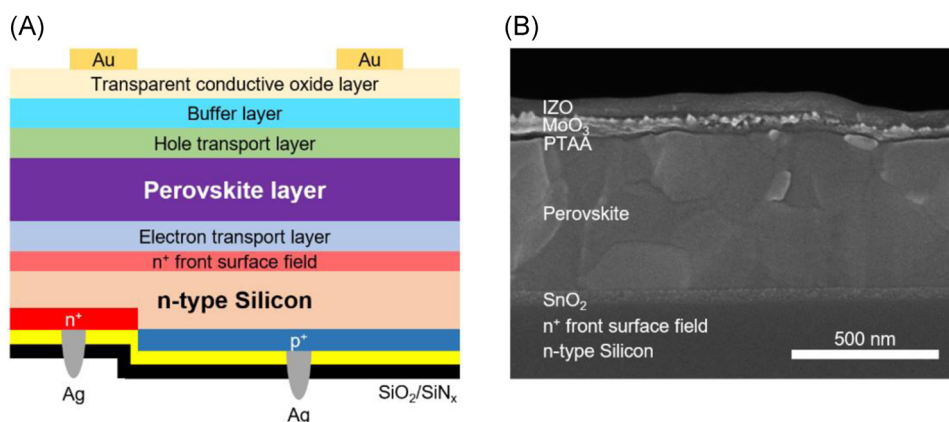 (A)
Au
Au
Transparent conductive oxide layer
Buffer layer
Hole transport layer
Perovskite layer
Electron transport layer
n⁺ front surface field
n-type Silicon
n⁺
p⁺
Ag
Ag
SiO₂/SiNₓ
(B)
IZO
MoO₃
PTAA
Perovskite
SnO₂
n⁺ front surface field
n-type Silicon
500 nm